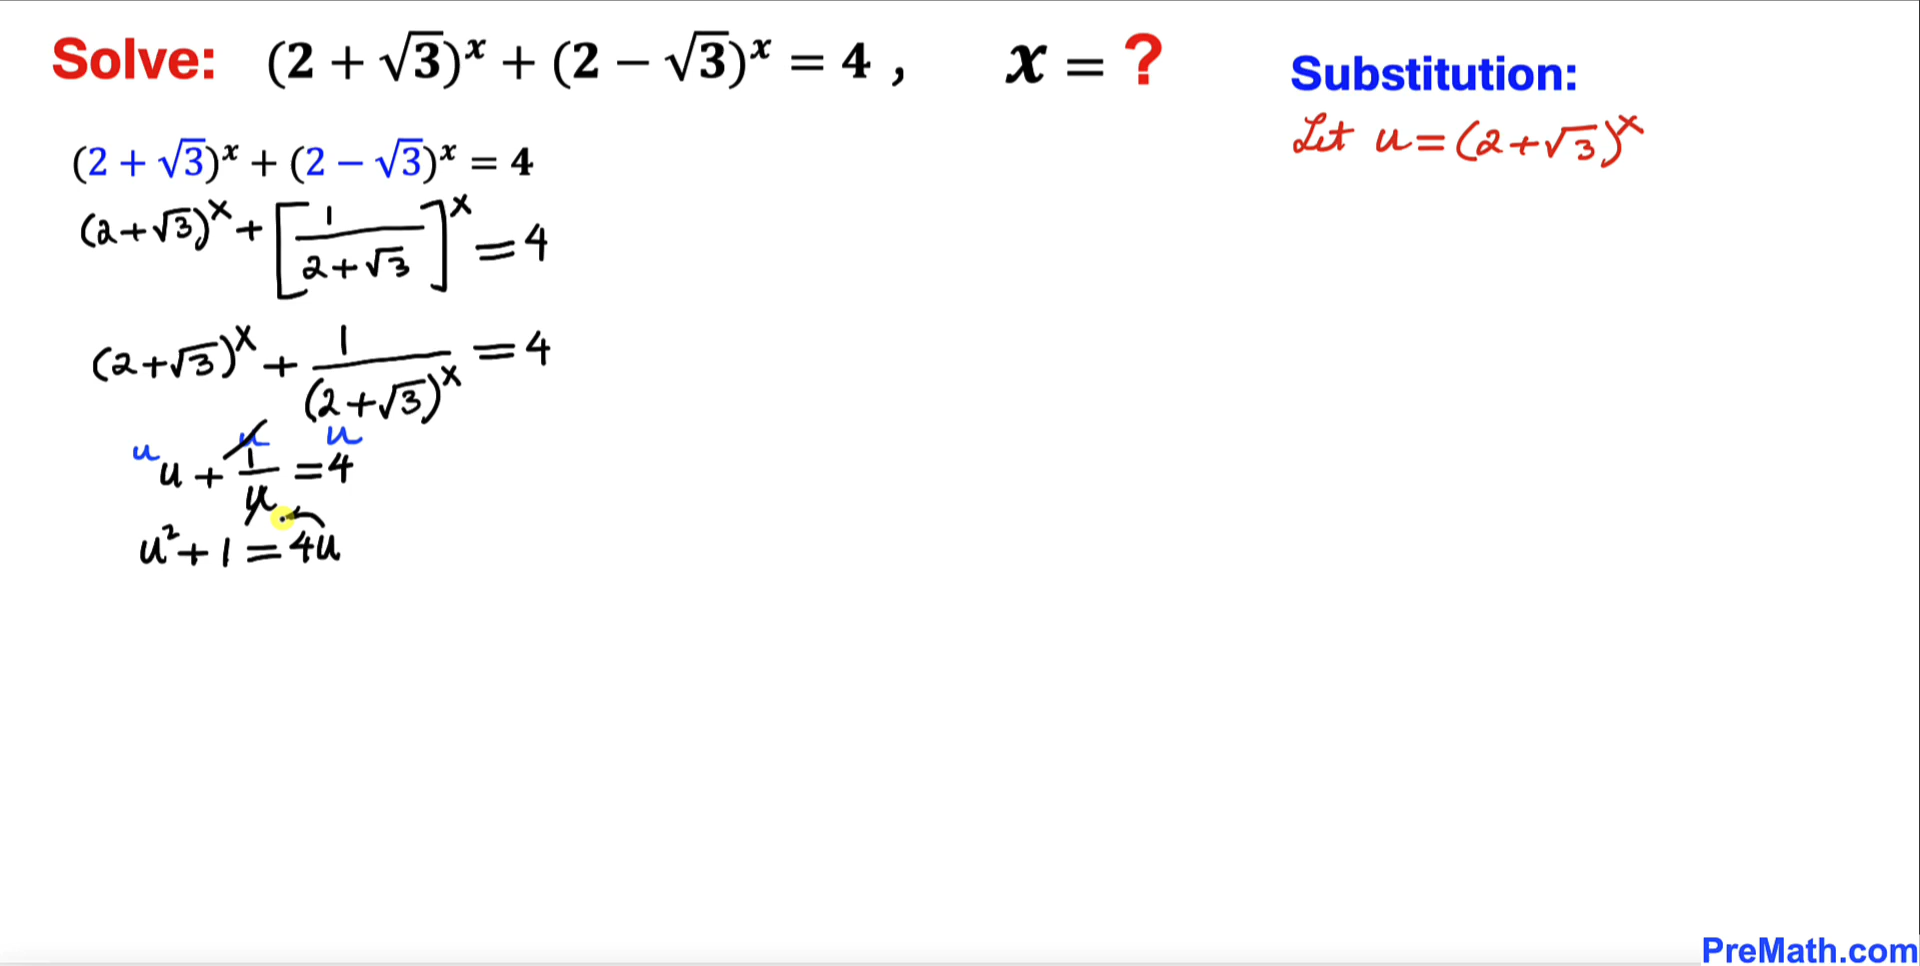 Solve: (2 + √3)ˣ + (2 − √3)ˣ = 4 , x = ?
Substitution:
Let u = (2+√3)ˣ
(2 + √3)ˣ + (2 − √3)ˣ = 4
(2+√3)ˣ + [1/(2+√3)]ˣ = 4
(2+√3)ˣ + 1/(2+√3)ˣ = 4
u u u
u + 1/u = 4
u² + 1 = 4u
PreMath.com